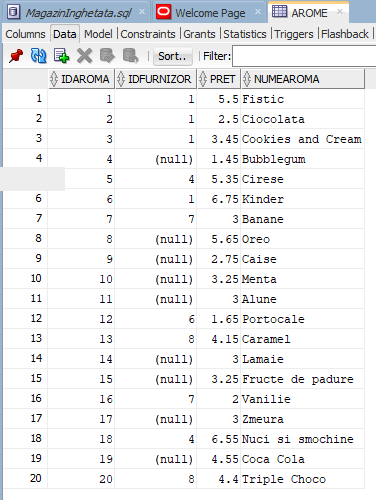 MagazinInghetata.sql × Welcome Page × AROME ×
Columns Data Model Constraints Grants Statistics Triggers Flashback
Sort.. Filter:
IDAROMA IDFURNIZOR PRET NUMEAROMA
1 1 1 5.5 Fistic
2 2 1 2.5 Ciocolata
3 3 1 3.45 Cookies and Cream
4 4 (null) 1.45 Bubblegum
5 4 5.35 Cirese
6 6 1 6.75 Kinder
7 7 7 3 Banane
8 8 (null) 5.65 Oreo
9 9 (null) 2.75 Caise
10 10 (null) 3.25 Menta
11 11 (null) 3 Alune
12 12 6 1.65 Portocale
13 13 8 4.15 Caramel
14 14 (null) 3 Lamaie
15 15 (null) 3.25 Fructe de padure
16 16 7 2 Vanilie
17 17 (null) 3 Zmeura
18 18 4 6.55 Nuci si smochine
19 19 (null) 4.55 Coca Cola
20 20 8 4.4 Triple Choco